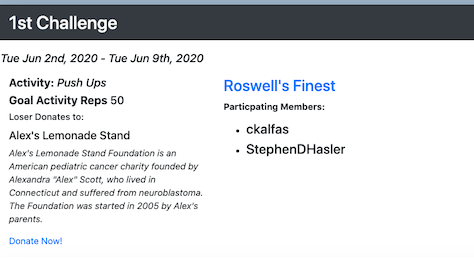 1st Challenge
Tue Jun 2nd, 2020 - Tue Jun 9th, 2020
Activity: Push Ups
Goal Activity Reps 50
Loser Donates to:
Alex's Lemonade Stand
Alex's Lemonade Stand Foundation is an
American pediatric cancer charity founded by
Alexandra "Alex" Scott, who lived in
Connecticut and suffered from neuroblastoma.
The Foundation was started in 2005 by Alex's
parents.
Donate Now!
Roswell's Finest
Particpating Members:
• ckalfas
• StephenDHasler